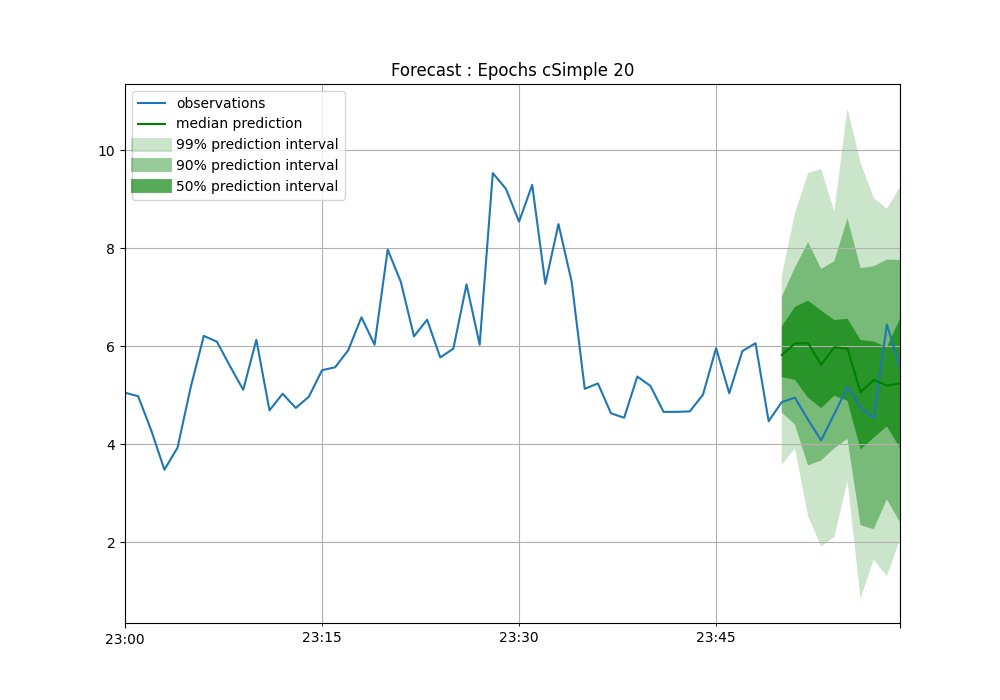 Forecast : Epochs cSimple 20
observations
median prediction
99% prediction interval
90% prediction interval
50% prediction interval
10
8
6
4
2
23:00
23:15
23:30
23:45